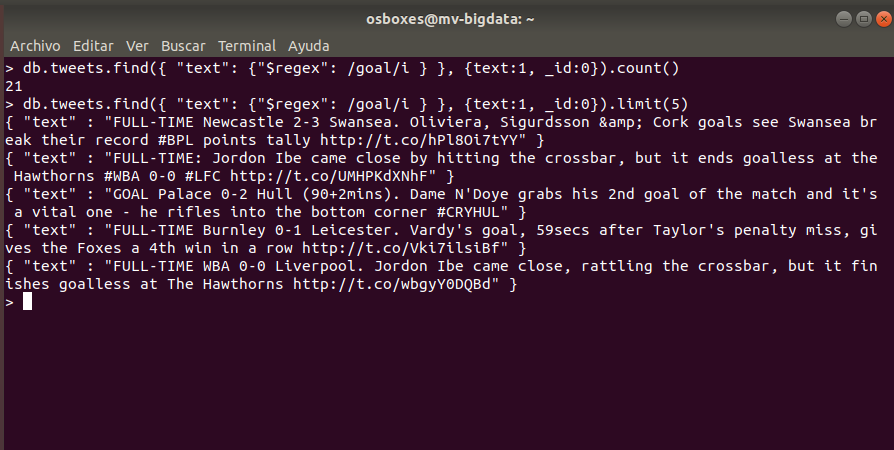 osboxes@mv-bigdata: ~
Archivo Editar Ver Buscar Terminal Ayuda
> db.tweets.find({ "text": {"$regex": /goal/i } }, {text:1, _id:0}).count()
21
> db.tweets.find({ "text": {"$regex": /goal/i } }, {text:1, _id:0}).limit(5)
{ "text" : "FULL-TIME Newcastle 2-3 Swansea. Oliviera, Sigurdsson &amp; Cork goals see Swansea br
eak their record #BPL points tally http://t.co/hPl8Oi7tYY" }
{ "text" : "FULL-TIME: Jordon Ibe came close by hitting the crossbar, but it ends goalless at the
 Hawthorns #WBA 0-0 #LFC http://t.co/UMHPKdXNhF" }
{ "text" : "GOAL Palace 0-2 Hull (90+2mins). Dame N'Doye grabs his 2nd goal of the match and it's
 a vital one - he rifles into the bottom corner #CRYHUL" }
{ "text" : "FULL-TIME Burnley 0-1 Leicester. Vardy's goal, 59secs after Taylor's penalty miss, gi
ves the Foxes a 4th win in a row http://t.co/Vki7ilsiBf" }
{ "text" : "FULL-TIME WBA 0-0 Liverpool. Jordon Ibe came close, rattling the crossbar, but it fin
ishes goalless at The Hawthorns http://t.co/wbgyY0DQBd" }
>